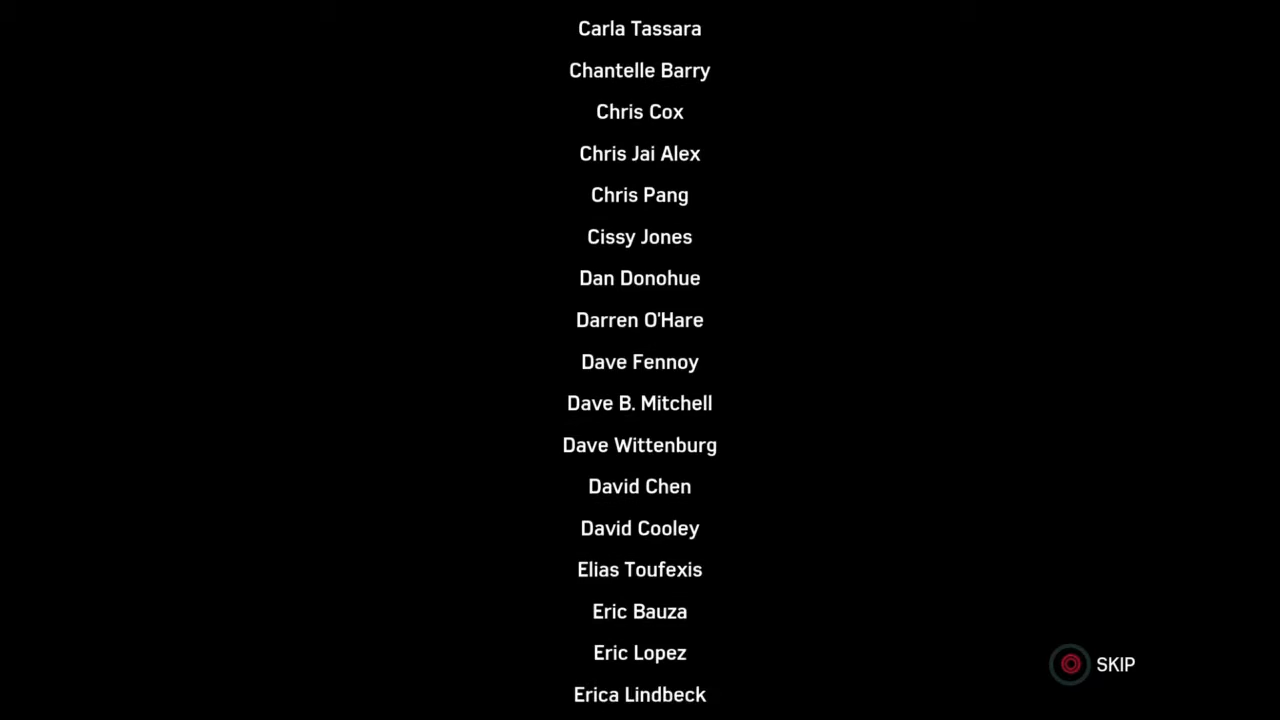 Carla Tassara
Chantelle Barry
Chris Cox
Chris Jai Alex
Chris Pang
Cissy Jones
Dan Donohue
Darren O'Hare
Dave Fennoy
Dave B. Mitchell
Dave Wittenburg
David Chen
David Cooley
Elias Toufexis
Eric Bauza
Eric Lopez
SKIP
Erica Lindbeck